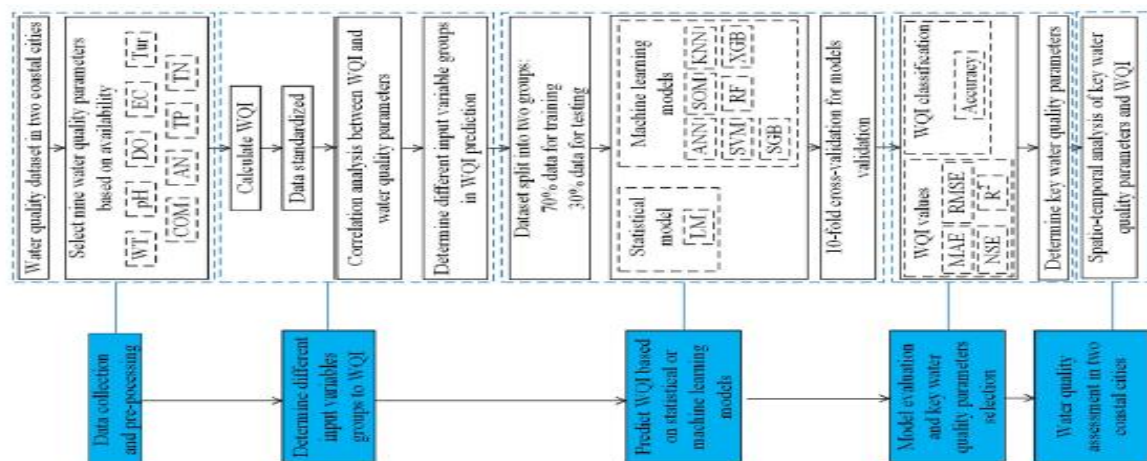 Data collection
and pre-pocessing
Water quality dataset in two coastal cities
Select nine water quality parameters
based on availability
WT pH DO EC Tur
COM AN TP TN
Determine different
input variables
groups to WQI
Calculate WQI
Data standardized
Correlation analysis between WQI and
water quality parameters
Determine different input variable groups
in WQI prediction
Predict WQI based
on statistical or
machine learning
models
Dataset split into two groups:
70% data for training
30% data for testing
Statistical
model
LM
Machine learning
models
ANN SOM KNN
SVM RF XGB
SGB
10-fold cross-validation for models
validation
Model evaluation
and key water
quality parameters
selection
WQI values
MAE RMSE
NSE R²
WQI classification
Accuracy
Determine key water quality parameters
Water quality
assessment in two
coastal cities
Spatio-temporal analysis of key water
quality parameters and WQI